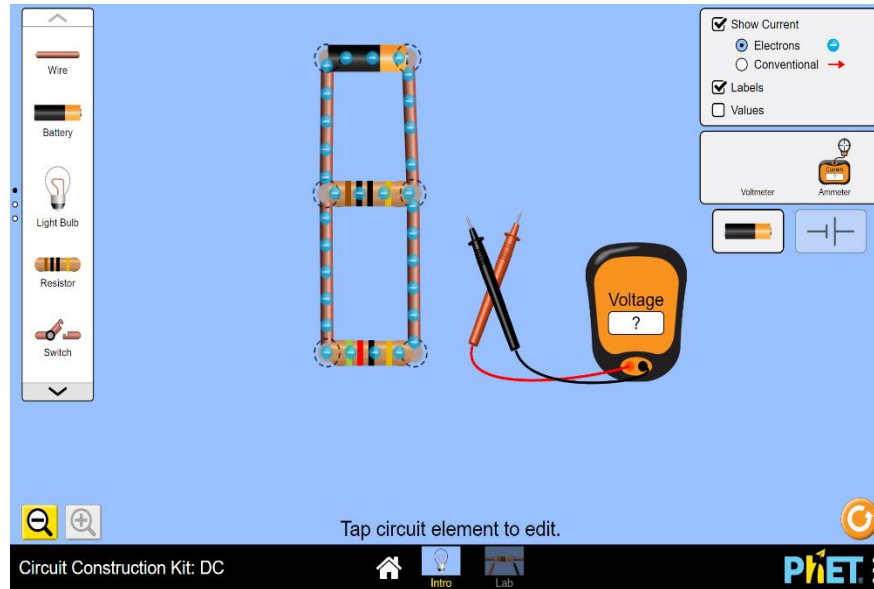 Wire
Battery
Light Bulb
Resistor
Switch
Show Current
Electrons
Conventional
Labels
Values
Voltmeter
Current
?
Ammeter
Voltage
?
Tap circuit element to edit.
Circuit Construction Kit: DC
Intro
Lab
PhET